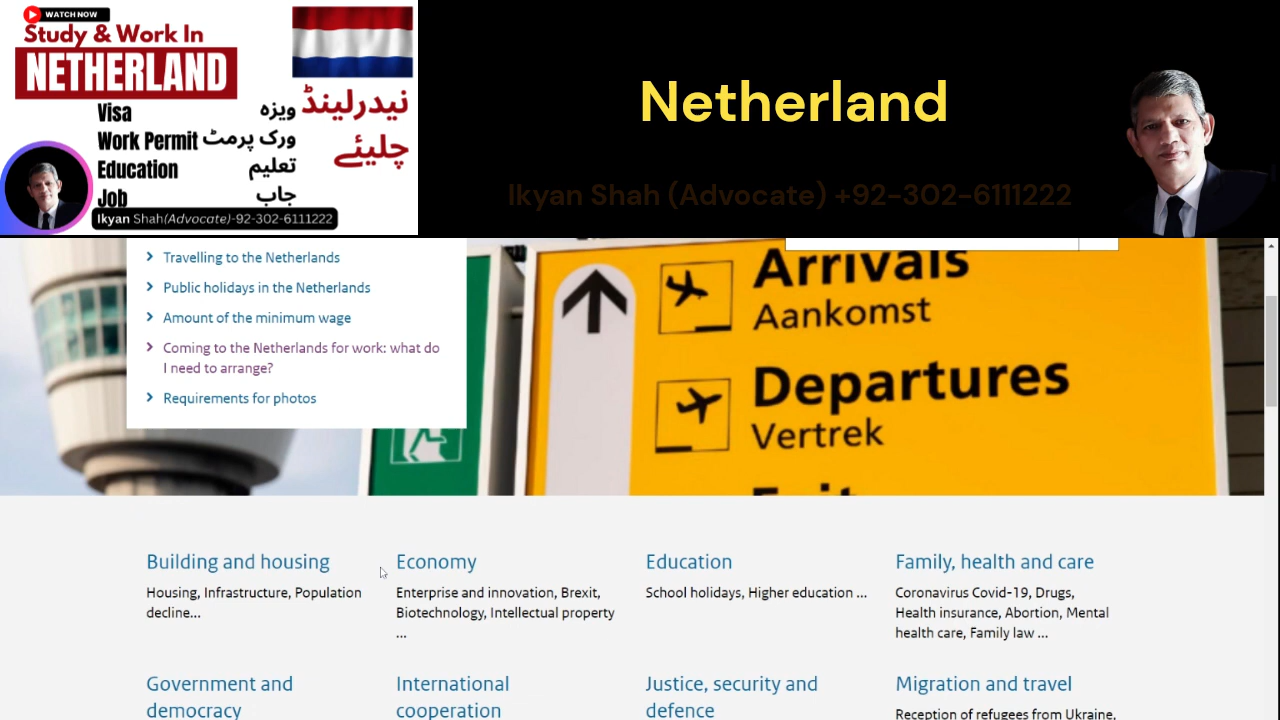 WATCH NOW
Study & Work In
NETHERLAND
Visa
Work Permit
Education
Job
ویزہ
ورک پرمٹ
تعلیم
جاب
نیدرلینڈ
چلیئے
Ikyan Shah(Advocate)-92-302-6111222
Netherland
Ikyan Shah (Advocate) +92-302-6111222
Travelling to the Netherlands
Public holidays in the Netherlands
Amount of the minimum wage
Coming to the Netherlands for work: what do
I need to arrange?
Requirements for photos
Arrivals
Aankomst
Departures
Vertrek
Building and housing
Housing, Infrastructure, Population
decline...
Economy
Enterprise and innovation, Brexit,
Biotechnology, Intellectual property
...
Education
School holidays, Higher education ...
Family, health and care
Coronavirus Covid-19, Drugs,
Health insurance, Abortion, Mental
health care, Family law ...
Government and
democracy
International
cooperation
Justice, security and
defence
Migration and travel
Reception of refugees from Ukraine,